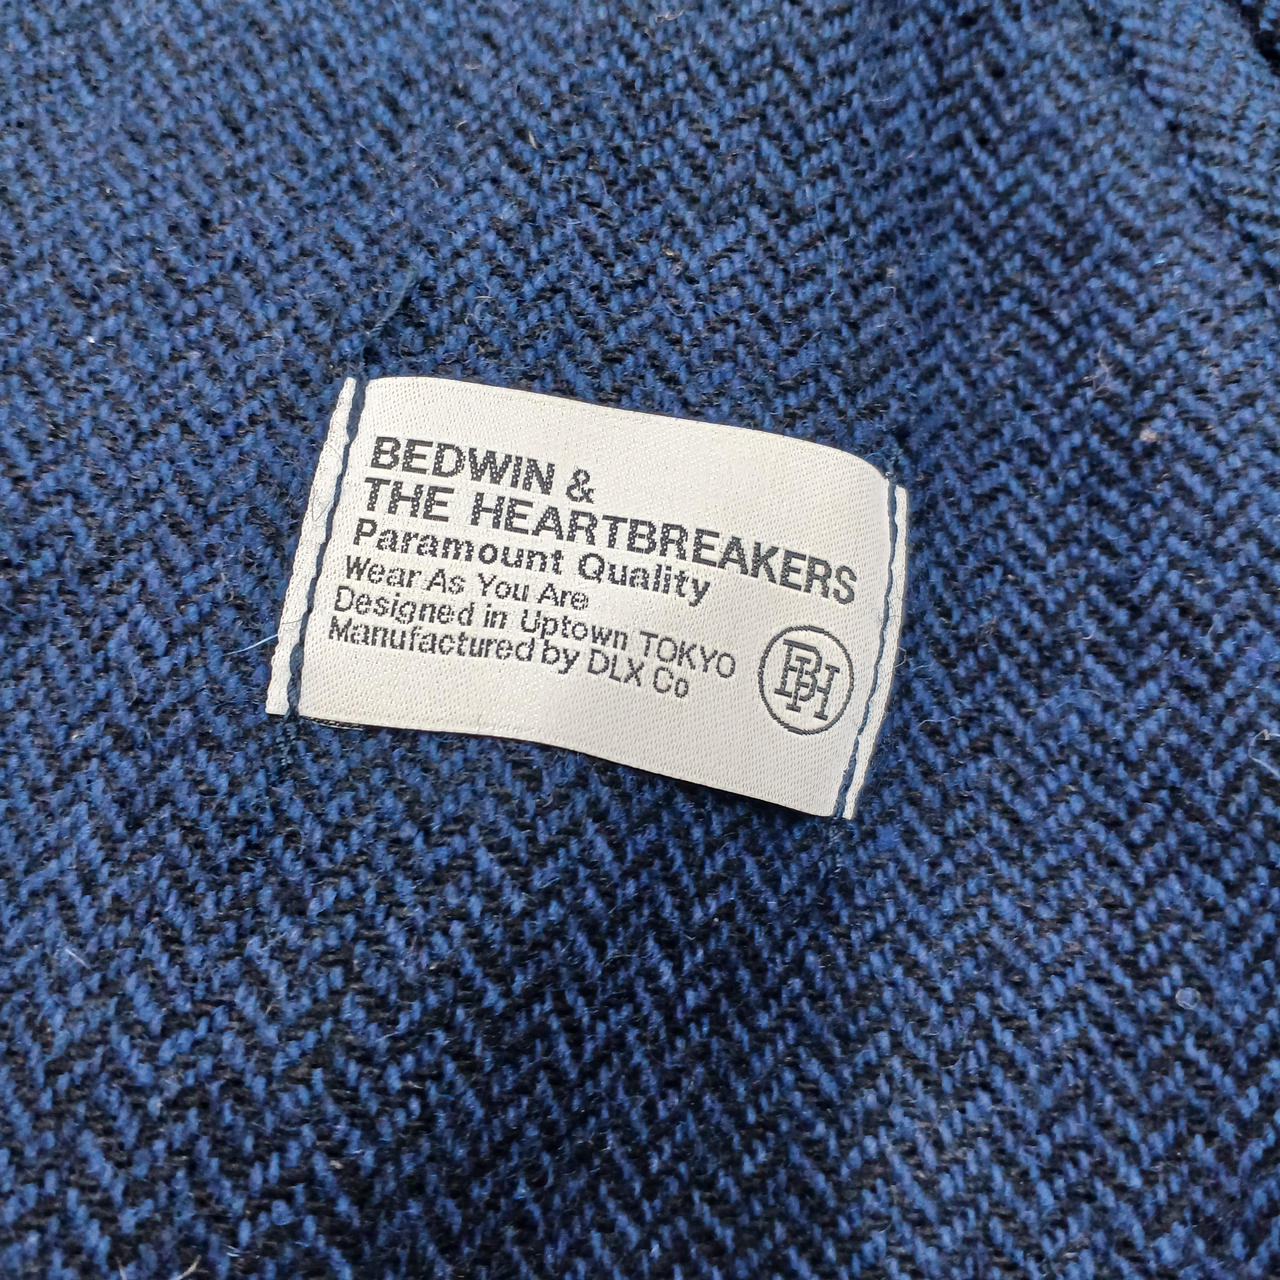 BEDWIN &
THE HEARTBREAKERS
Paramount Quality
Wear As You Are
Designed in Uptown TOKYO
Manufactured by DLX Co
BH